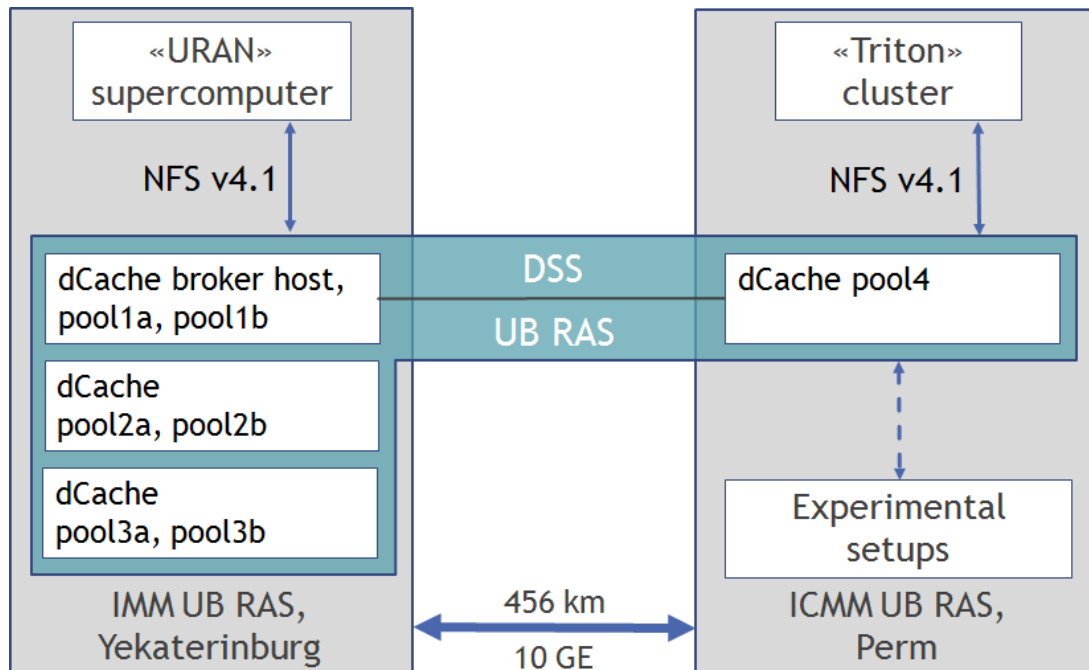 «URAN»
supercomputer
NFS v4.1
«Triton»
cluster
NFS v4.1
dCache broker host,
pool1a, pool1b
DSS
UB RAS
dCache pool4
dCache
pool2a, pool2b
dCache
pool3a, pool3b
Experimental
setups
IMM UB RAS,
Yekaterinburg
456 km
10 GE
ICMM UB RAS,
Perm